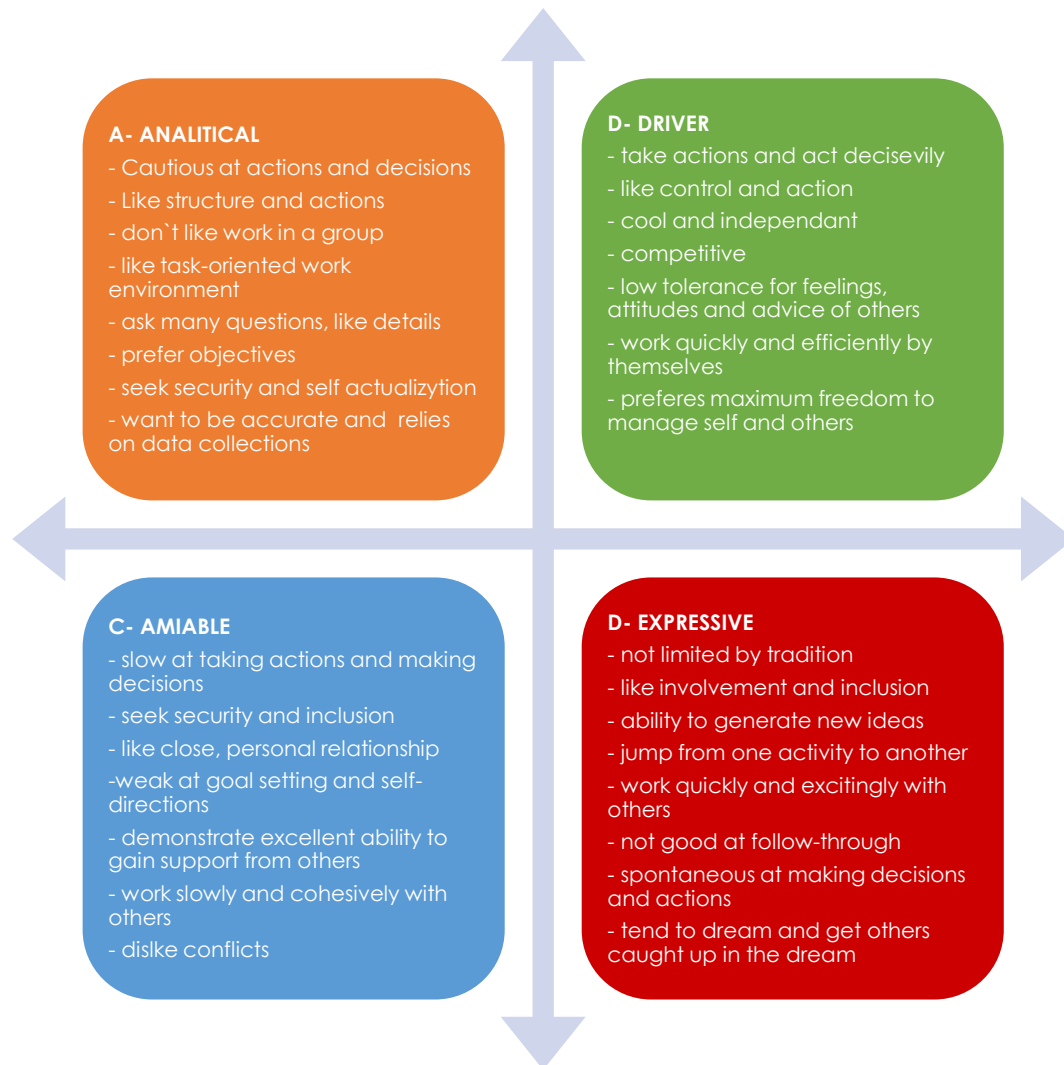 A- ANALITICAL
- Cautious at actions and decisions
- Like structure and actions
- don`t like work in a group
- like task-oriented work
environment
- ask many questions, like details
- prefer objectives
- seek security and self actualizytion
- want to be accurate and  relies
on data collections
D- DRIVER
- take actions and act decisevily
- like control and action
- cool and independant
- competitive
- low tolerance for feelings,
attitudes and advice of others
- work quickly and efficiently by
themselves
- preferes maximum freedom to
manage self and others
C- AMIABLE
- slow at taking actions and making
decisions
- seek security and inclusion
- like close, personal relationship
-weak at goal setting and self-
directions
- demonstrate excellent ability to
gain support from others
- work slowly and cohesively with
others
- dislke conflicts
D- EXPRESSIVE
- not limited by tradition
- like involvement and inclusion
- ability to generate new ideas
- jump from one activity to another
- work quickly and excitingly with
others
- not good at follow-through
- spontaneous at making decisions
and actions
- tend to dream and get others
caught up in the dream